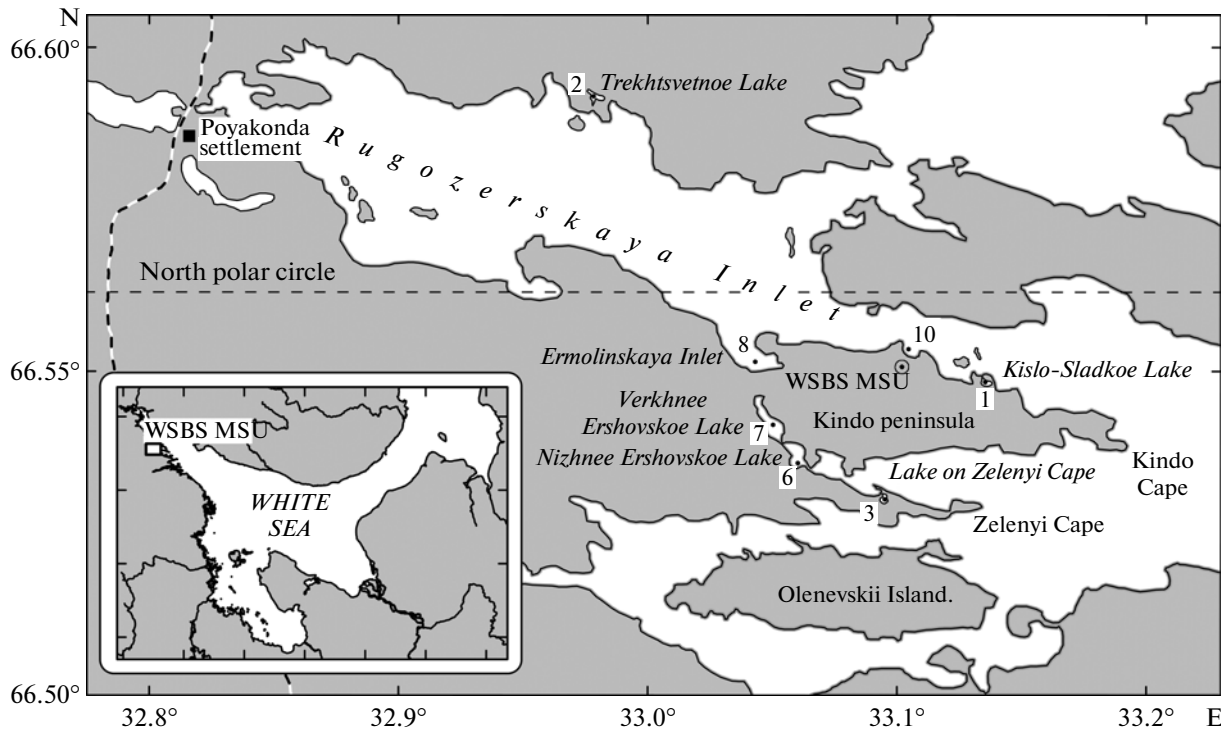 N
66.60°
2 Trekhtsvetnoe Lake
Poyakonda
settlement
Rugozerskaya Inlet
North polar circle
10
8
Ermolinskaya Inlet
Kislo-Sladkoe Lake
66.55°
WSBS MSU
1
Verkhnee
Ershovskoe Lake
Kindo peninsula
7
Nizhnee Ershovskoe Lake
6
Lake on Zelenyi Cape
Kindo
Cape
3
Zelenyi Cape
Olenevskii Island.
WSBS MSU
WHITE
SEA
66.50°
32.8° 32.9° 33.0° 33.1° 33.2° E